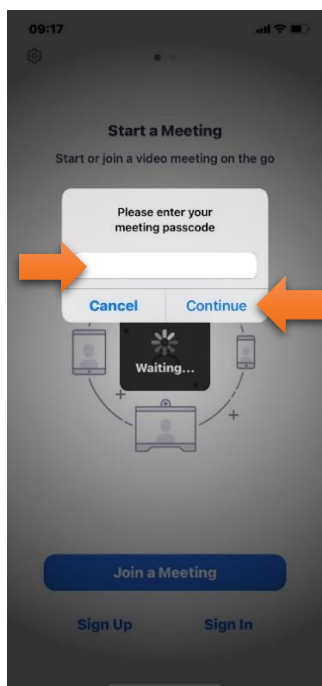 09:17
Start a Meeting
Start or join a video meeting on the go
Please enter your
meeting passcode
Cancel Continue
Waiting...
Join a Meeting
Sign Up Sign In